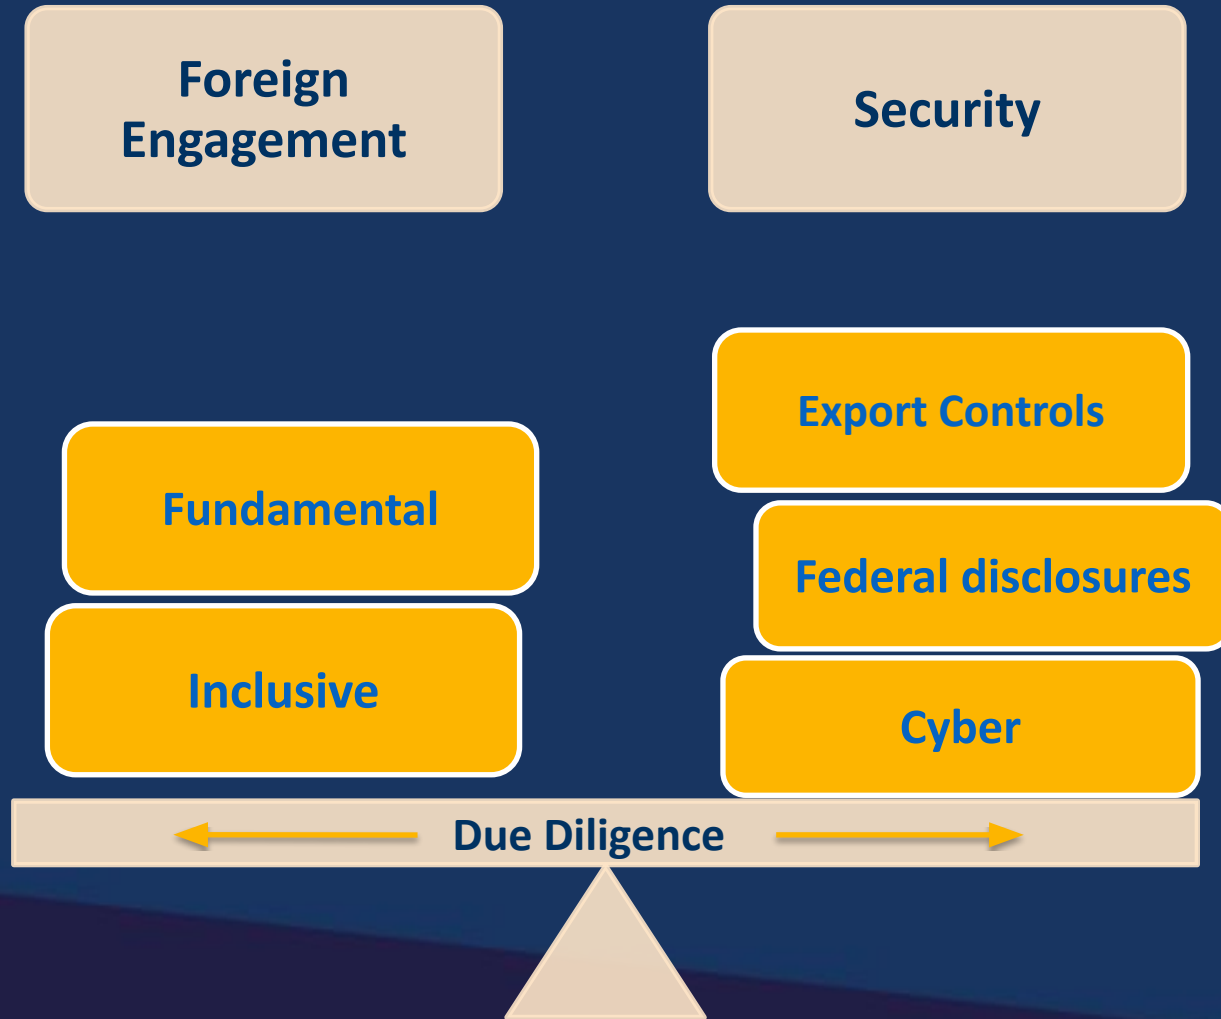 Foreign
Engagement
Security
Export Controls
Fundamental
Federal disclosures
Inclusive
Cyber
Due Diligence